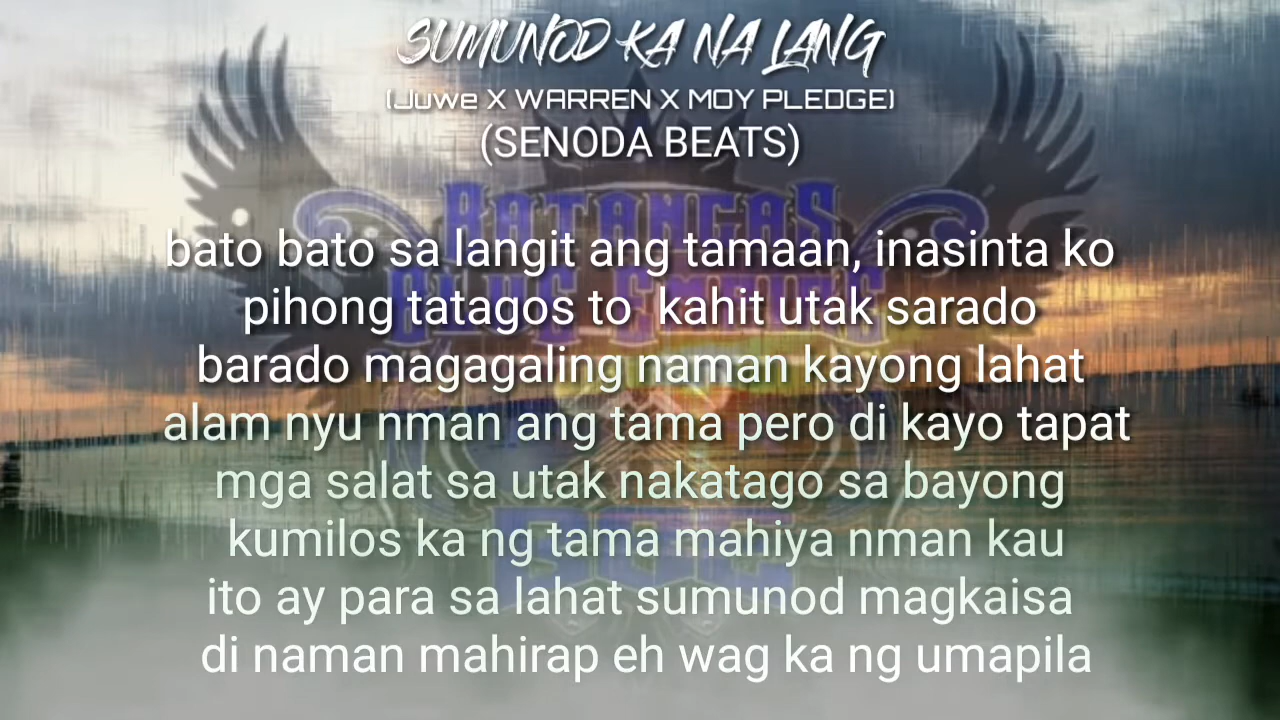 SUMUNOD KA NA LANG
(Juwe X WARREN X MOY PLEDGE)
(SENODA BEATS)
BATANGAS
BLUE EMPIRE
bato bato sa langit ang tamaan, inasinta ko
pihong tatagos to kahit utak sarado
barado magagaling naman kayong lahat
alam nyu nman ang tama pero di kayo tapat
mga salat sa utak nakatago sa bayong
kumilos ka ng tama mahiya nman kau
ito ay para sa lahat sumunod magkaisa
di naman mahirap eh wag ka ng umapila